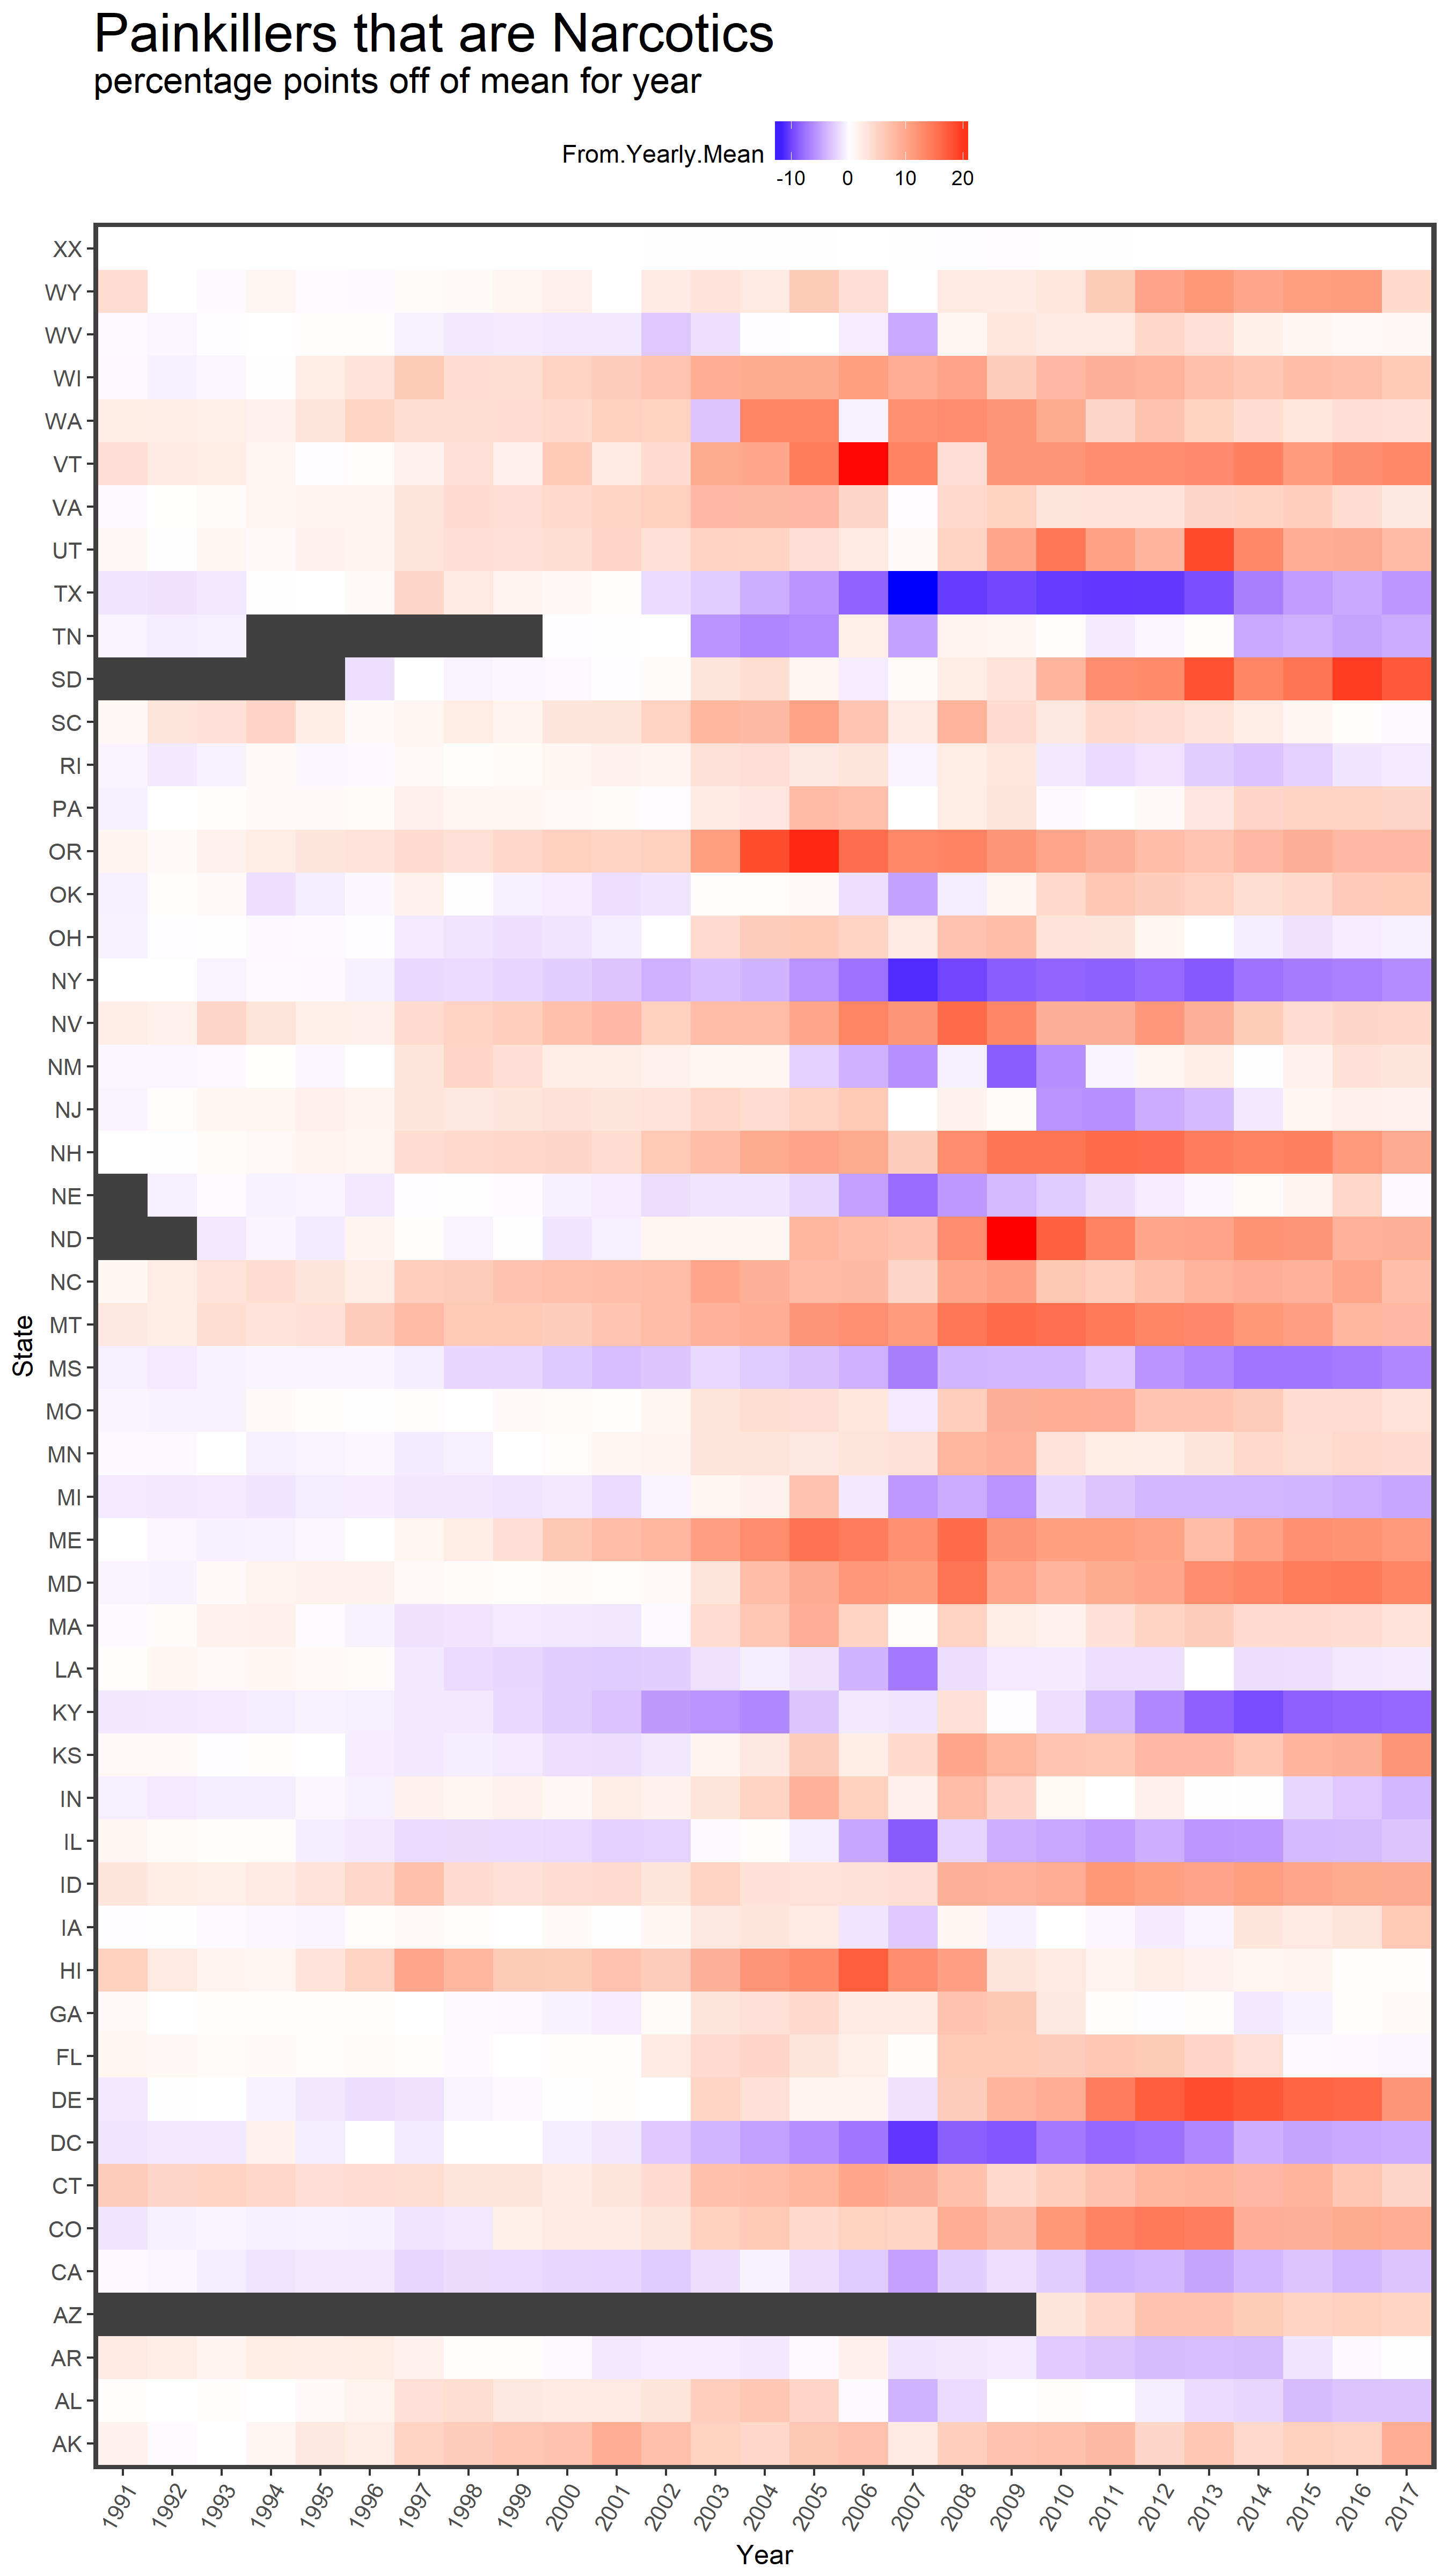 Painkillers that are Narcotics
percentage points off of mean for year
From.Yearly.Mean
-10 0 10 20
XX
WY
WV
WI
WA
VT
VA
UT
TX
TN
SD
SC
RI
PA
OR
OK
OH
NY
NV
NM
NJ
NH
NE
ND
NC
MT
MS
MO
MN
MI
ME
MD
MA
LA
KY
KS
IN
IL
ID
IA
HI
GA
FL
DE
DC
CT
CO
CA
AZ
AR
AL
AK
State
1991 1992 1993 1994 1995 1996 1997 1998 1999 2000 2001 2002 2003 2004 2005 2006 2007 2008 2009 2010 2011 2012 2013 2014 2015 2016 2017
Year